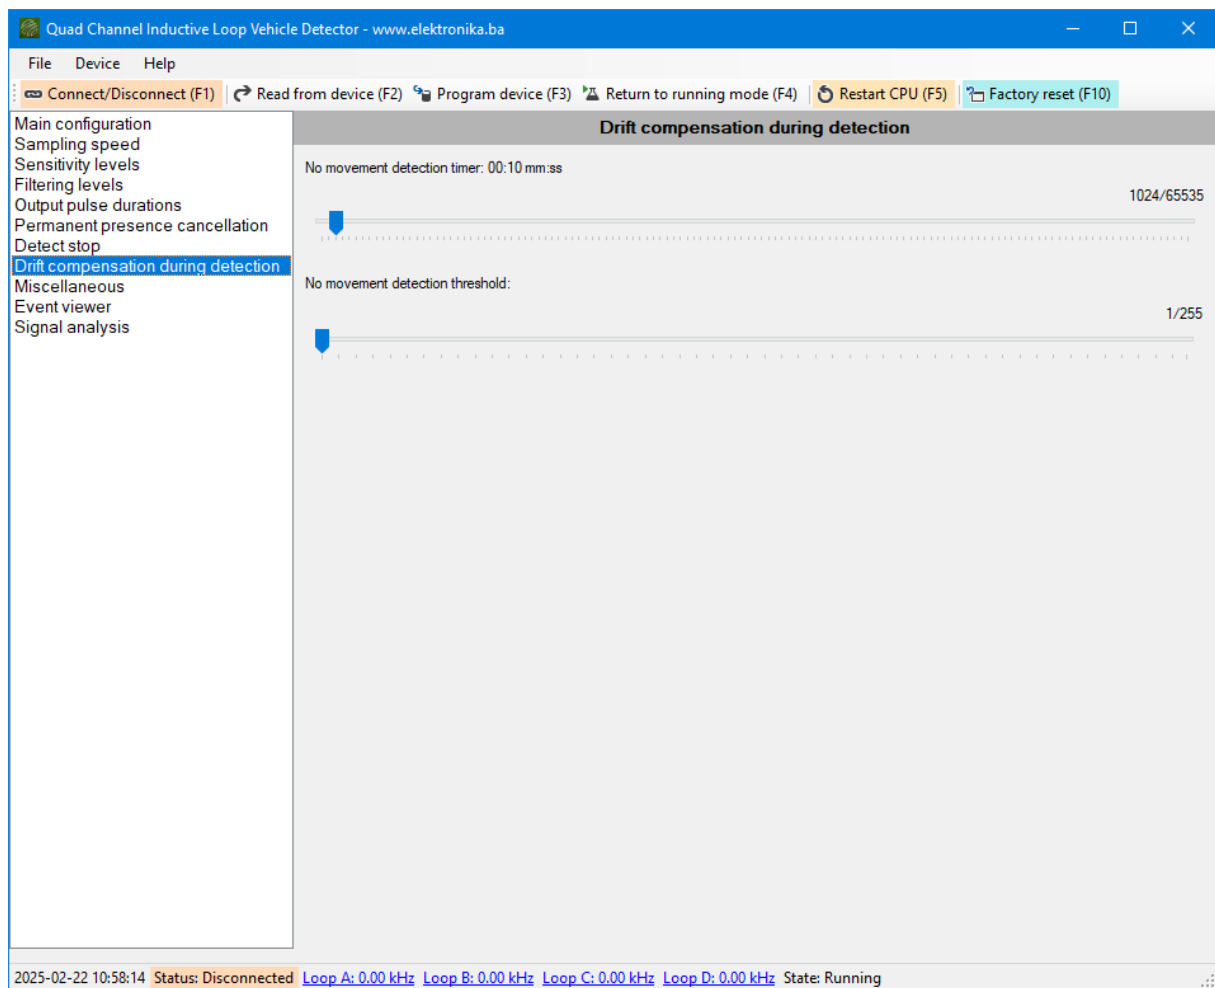 Quad Channel Inductive Loop Vehicle Detector - www.elektronika.ba
File Device Help
Connect/Disconnect (F1) Read from device (F2) Program device (F3) Return to running mode (F4) Restart CPU (F5) Factory reset (F10)
Main configuration
Sampling speed
Sensitivity levels
Filtering levels
Output pulse durations
Permanent presence cancellation
Detect stop
Drift compensation during detection
Miscellaneous
Event viewer
Signal analysis
Drift compensation during detection
No movement detection timer: 00:10 mm:ss
1024/65535
No movement detection threshold:
1/255
2025-02-22 10:58:14 Status: Disconnected Loop A: 0.00 kHz Loop B: 0.00 kHz Loop C: 0.00 kHz Loop D: 0.00 kHz State: Running